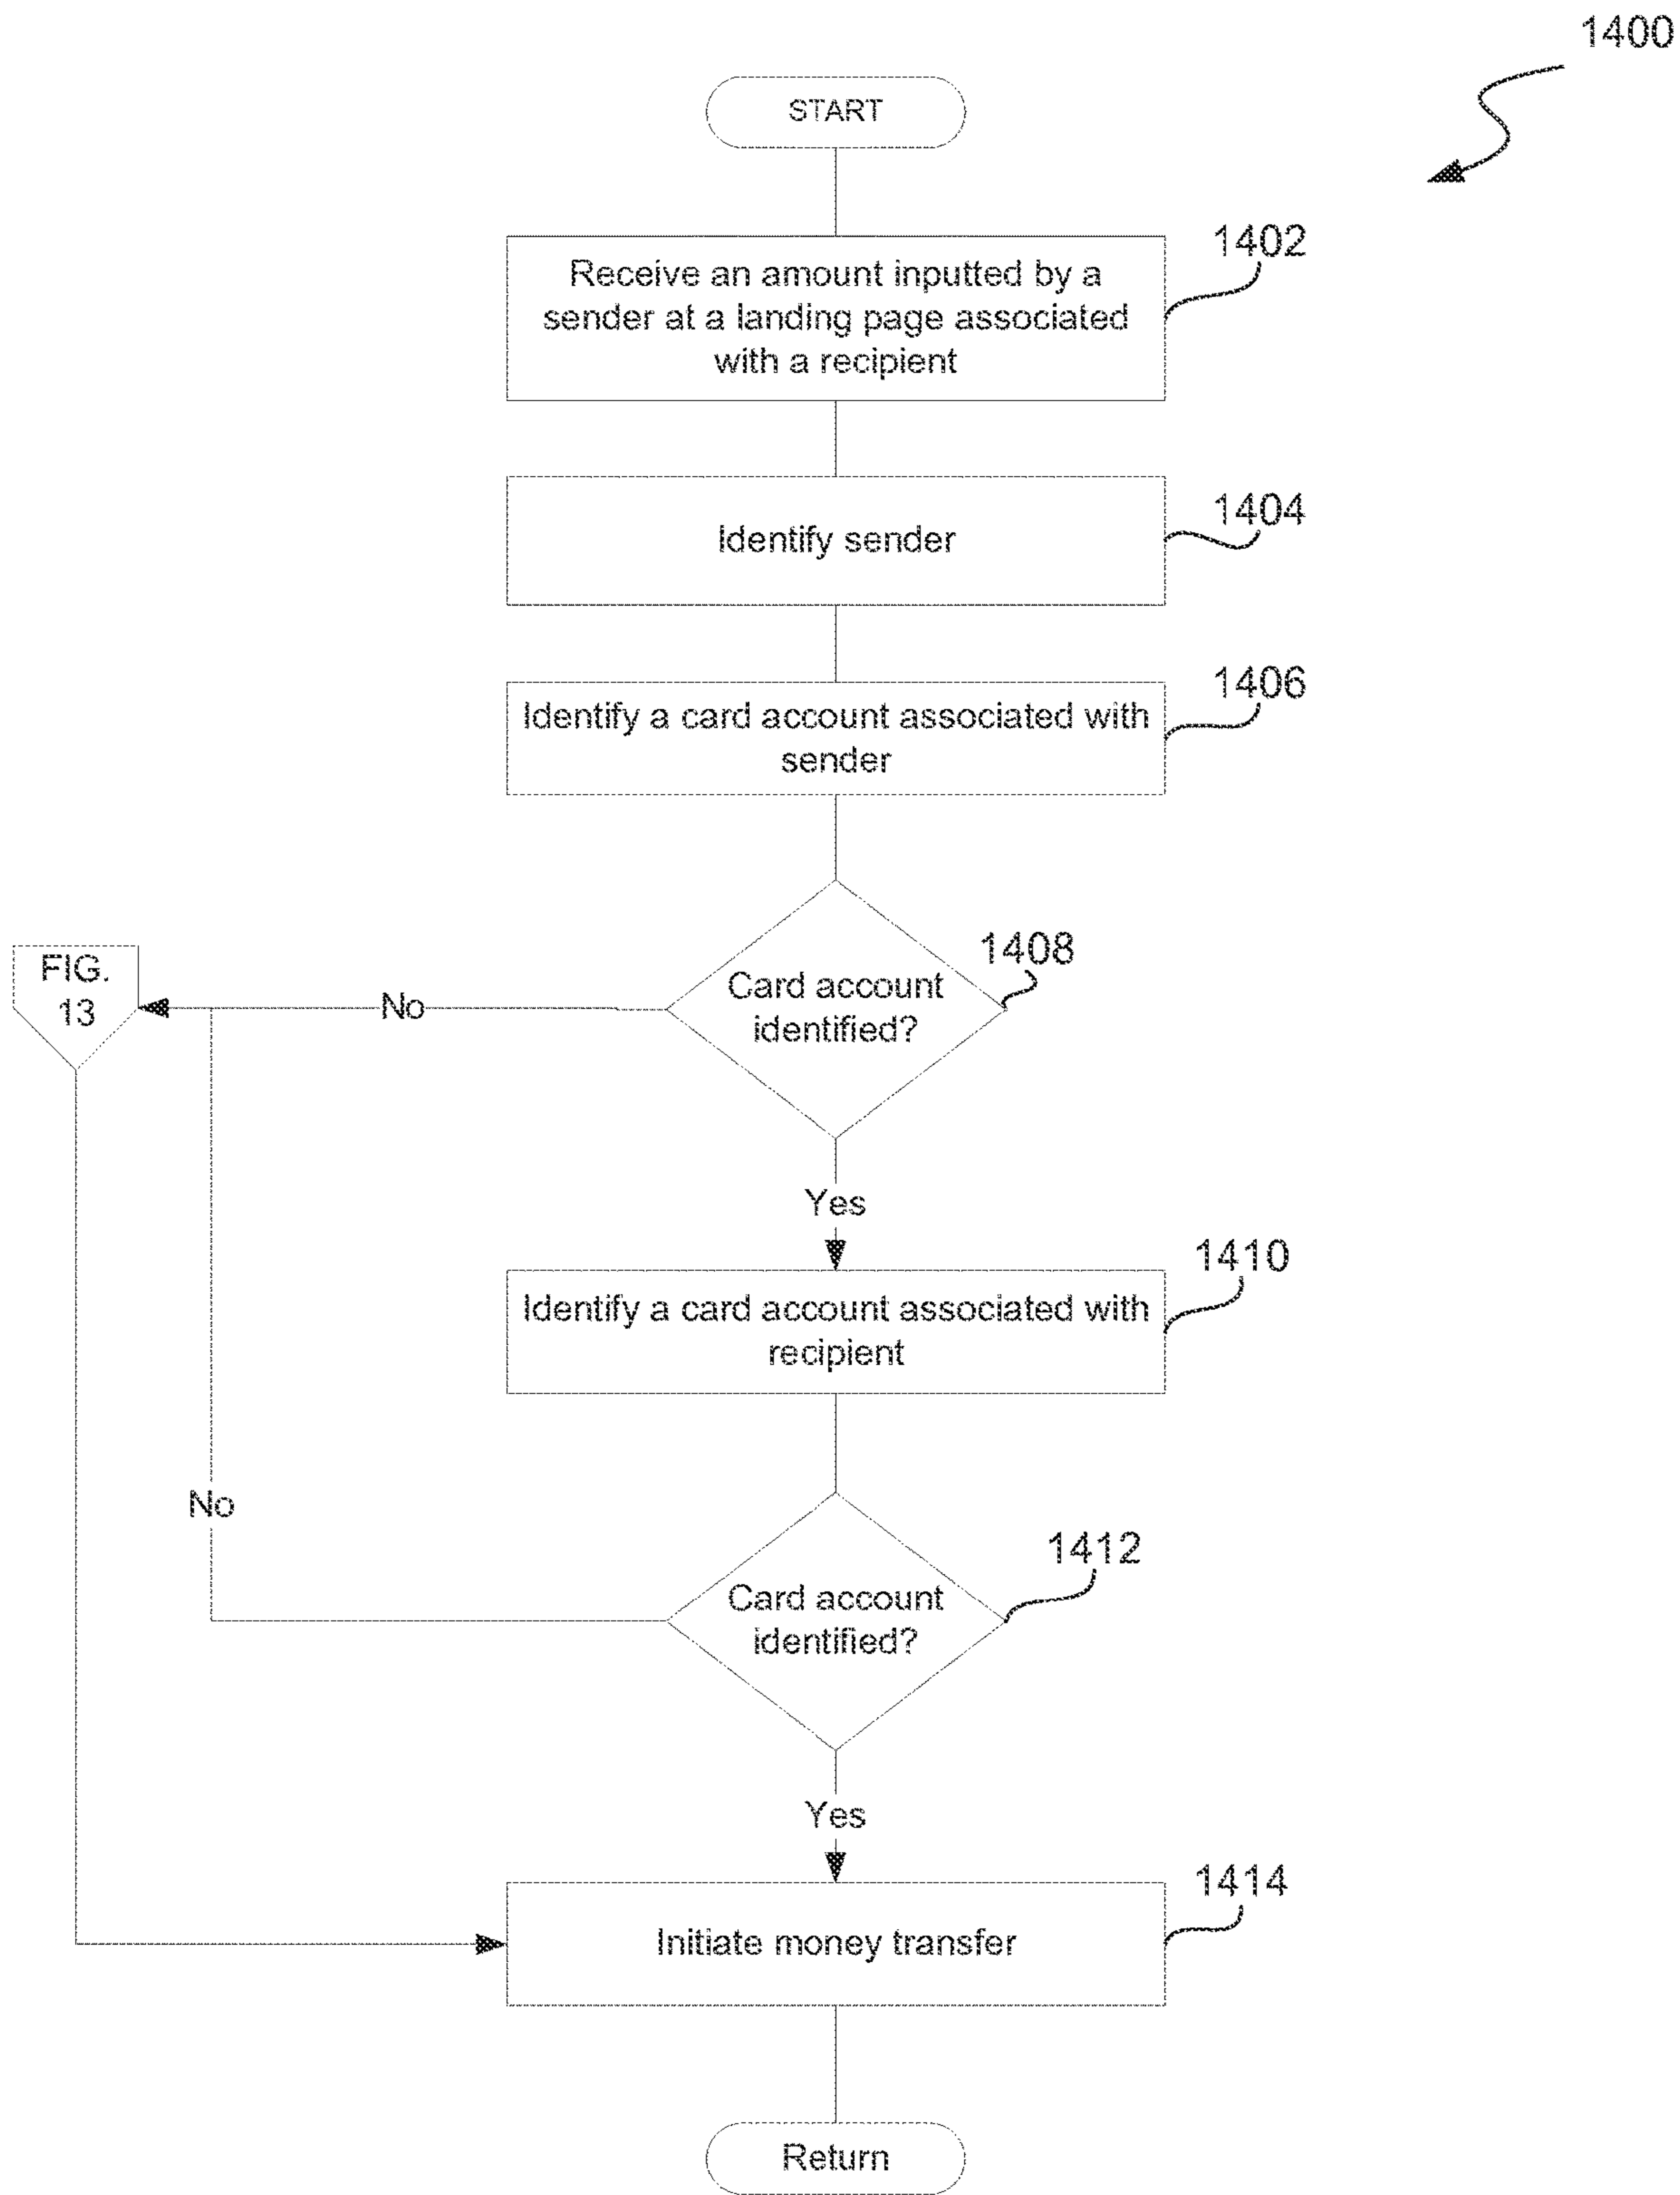 1400
START
1402
Receive an amount inputted by a
sender at a landing page associated
with a recipient
1404
Identify sender
1406
Identify a card account associated with
sender
1408
Card account
identified?
FIG.
13
No
Yes
1410
Identify a card account associated with
recipient
No
1412
Card account
identified?
Yes
1414
Initiate money transfer
Return